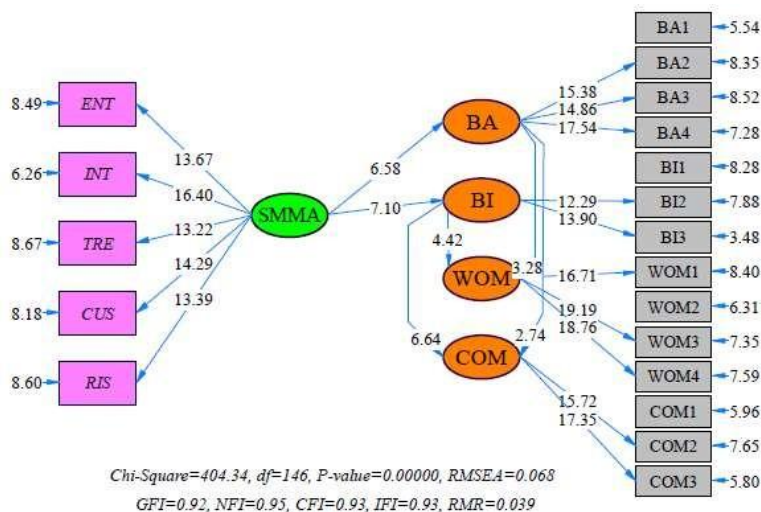 BA1 5.54
BA2 8.35
8.49 ENT 15.38
BA BA3 8.52
14.86
BA4 7.28
17.54
13.67 6.58
6.26 INT BI1 8.28
16.40
SMMA 7.10 BI 12.29 BI2 7.88
13.90
8.67 TRE 13.22 BI3 3.48
4.42
14.29 WOM 3.28 16.71 WOM1 8.40
8.18 CUS 13.39 WOM2 6.31
19.19
18.76 WOM3 7.35
6.64 2.74
COM WOM4 7.59
8.60 RIS
15.72 COM1 5.96
17.35
COM2 7.65
COM3 5.80
Chi-Square=404.34, df=146, P-value=0.00000, RMSEA=0.068
GFI=0.92, NFI=0.95, CFI=0.93, IFI=0.93, RMR=0.039